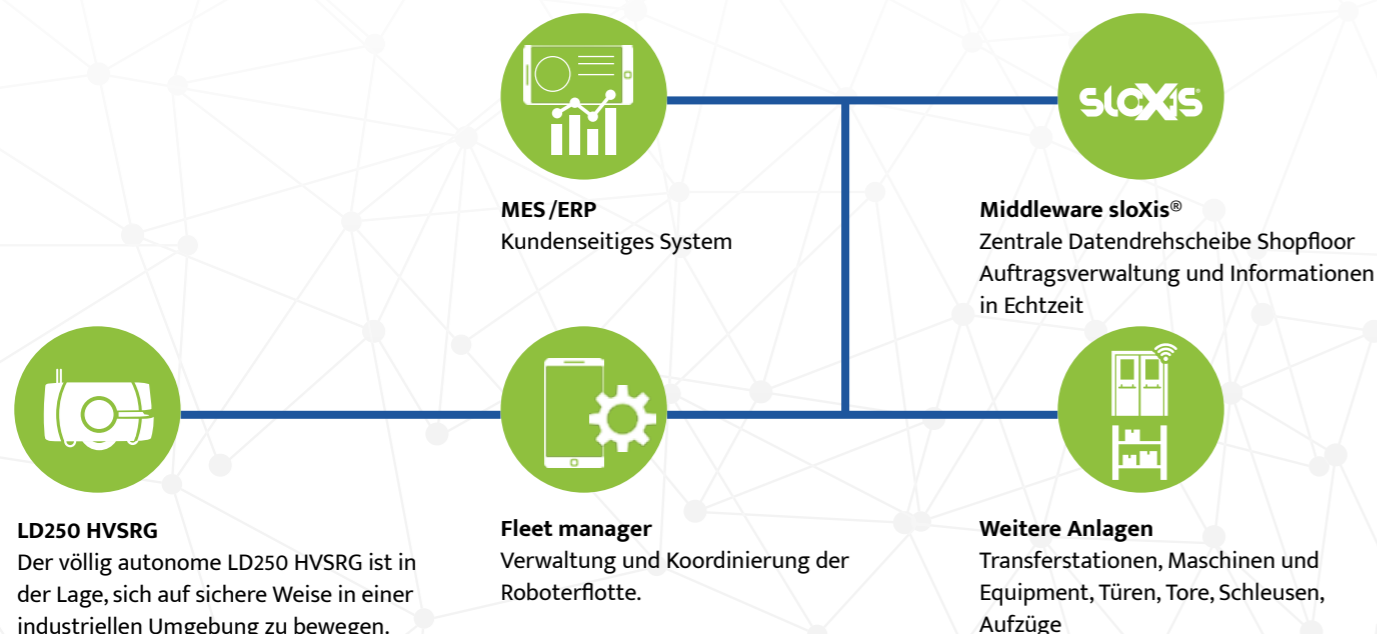 sloXis
MES/ERP
Kundenseitiges System
Middleware sloXis®
Zentrale Datendrehscheibe Shopfloor
Auftragsverwaltung und Informationen
in Echtzeit
LD250 HVSRG
Der völlig autonome LD250 HVSRG ist in
der Lage, sich auf sichere Weise in einer
industriellen Umgebung zu bewegen.
Fleet manager
Verwaltung und Koordinierung der
Roboterflotte.
Weitere Anlagen
Transferstationen, Maschinen und
Equipment, Türen, Tore, Schleusen,
Aufzüge